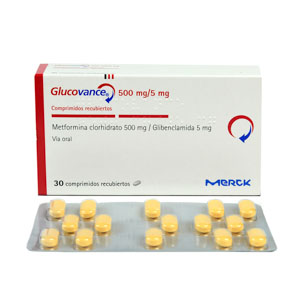 Glucovance® 500 mg/5 mg
Comprimidos recubiertos
Metformina clorhidrato 500 mg / Glibenclamida 5 mg
Vía oral
30 comprimidos recubiertos
MERCK